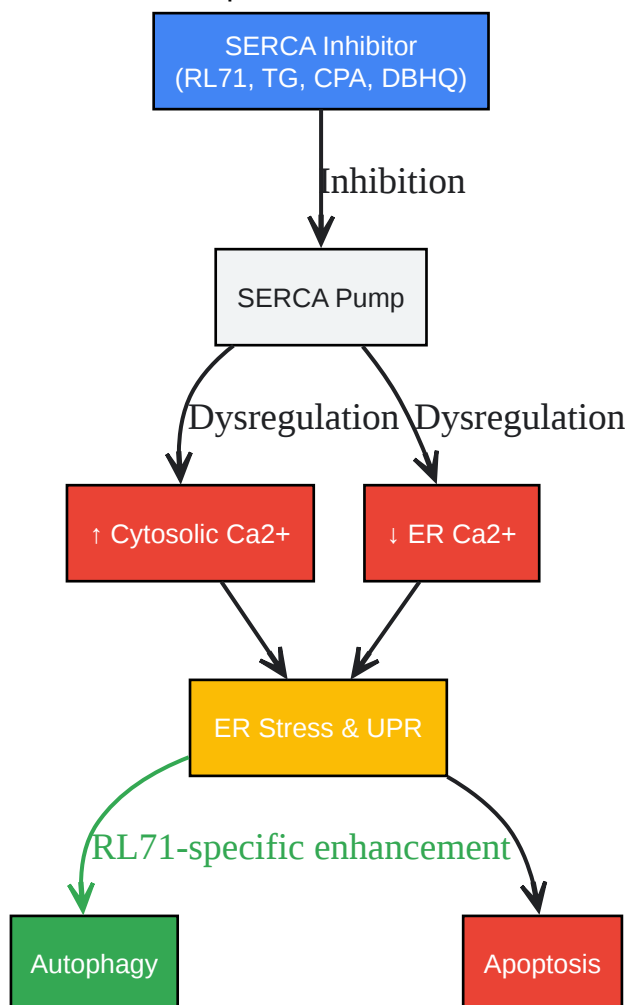 SERCA Inhibitor
(RL71, TG, CPA, DBHQ)
Inhibition
SERCA Pump
Dysregulation Dysregulation
↑ Cytosolic Ca2+
↓ ER Ca2+
ER Stress & UPR
RL71-specific enhancement
Autophagy
Apoptosis